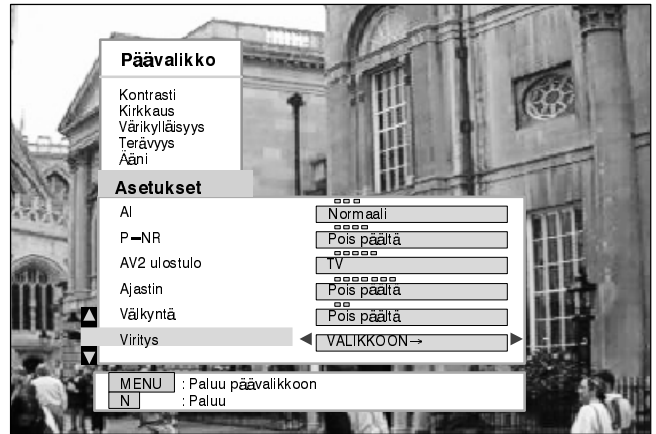 Päävalikko
Kontrasti
Kirkkaus
Värikylläisyys
Terävyys
Ääni
Asetukset
AI Normaali
P-NR Pois päältä
AV2 ulostulo TV
Ajastin Pois päältä
Välkyntä Pois päältä
Viritys VALIKKOON→
MENU : Paluu päävalikkoon
N : Paluu